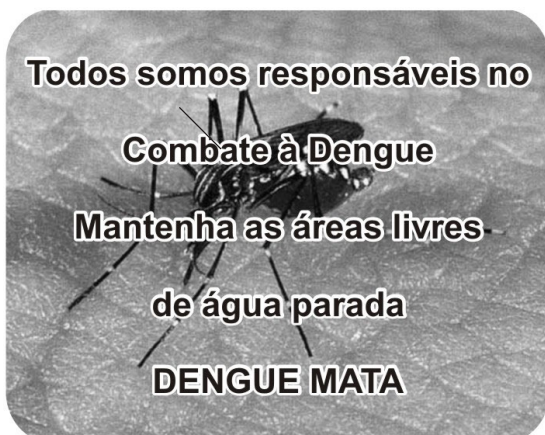 Todos somos responsáveis no
Combate à Dengue
Mantenha as áreas livres
de água parada
DENGUE MATA